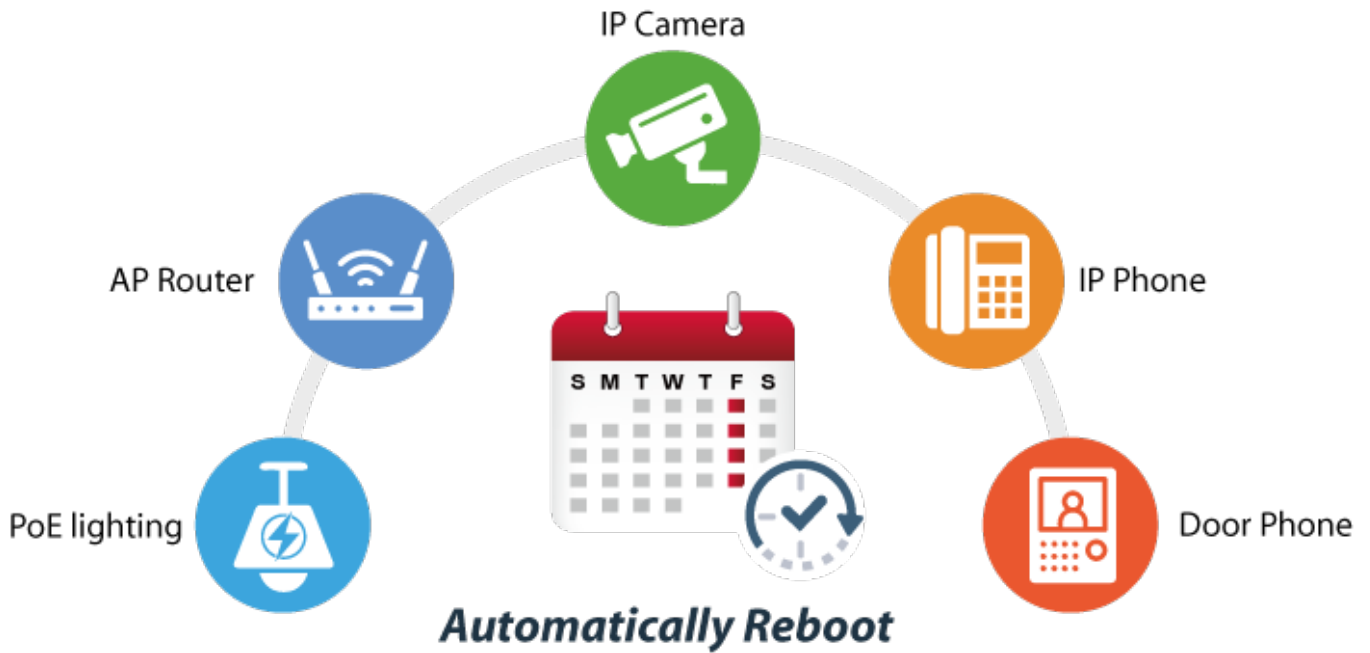 IP Camera
AP Router
IP Phone
S M T W T F S
PoE lighting
Door Phone
Automatically Reboot